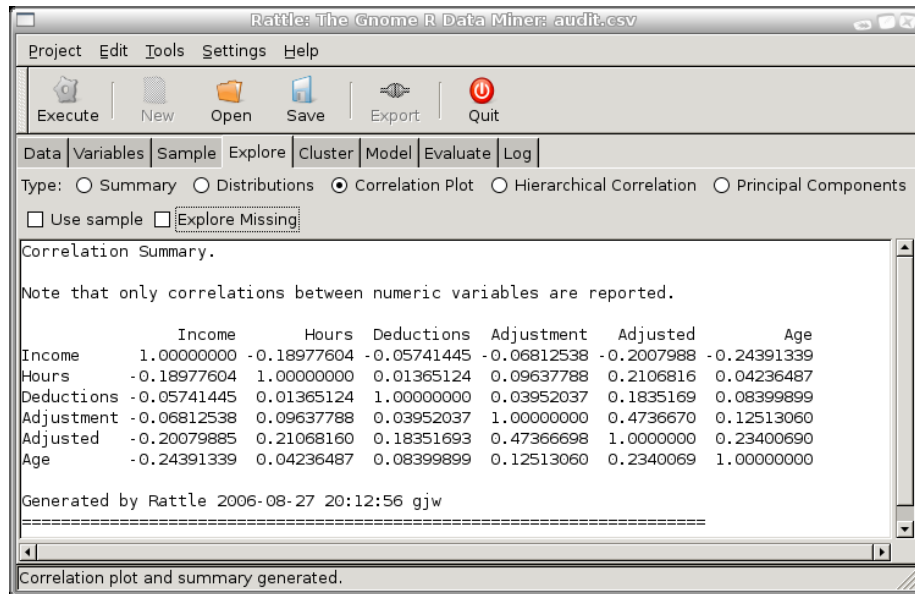 Rattle: The Gnome R Data Miner: audit.csv
Project Edit Tools Settings Help
Execute New Open Save Export Quit
Data Variables Sample Explore Cluster Model Evaluate Log
Type: Summary Distributions Correlation Plot Hierarchical Correlation Principal Components
Use sample Explore Missing
Correlation Summary.
Note that only correlations between numeric variables are reported.
Income Hours Deductions Adjustment Adjusted Age
Income 1.00000000 -0.18977604 -0.05741445 -0.06812538 -0.2007988 -0.24391339
Hours -0.18977604 1.00000000 0.01365124 0.09637788 0.2106816 0.04236487
Deductions -0.05741445 0.01365124 1.00000000 0.03952037 0.1835169 0.08399899
Adjustment -0.06812538 0.09637788 0.03952037 1.00000000 0.4736670 0.12513060
Adjusted -0.20079885 0.21068160 0.18351693 0.47366698 1.0000000 0.23400690
Age -0.24391339 0.04236487 0.08399899 0.12513060 0.2340069 1.00000000
Generated by Rattle 2006-08-27 20:12:56 gjw
======================================================================
Correlation plot and summary generated.